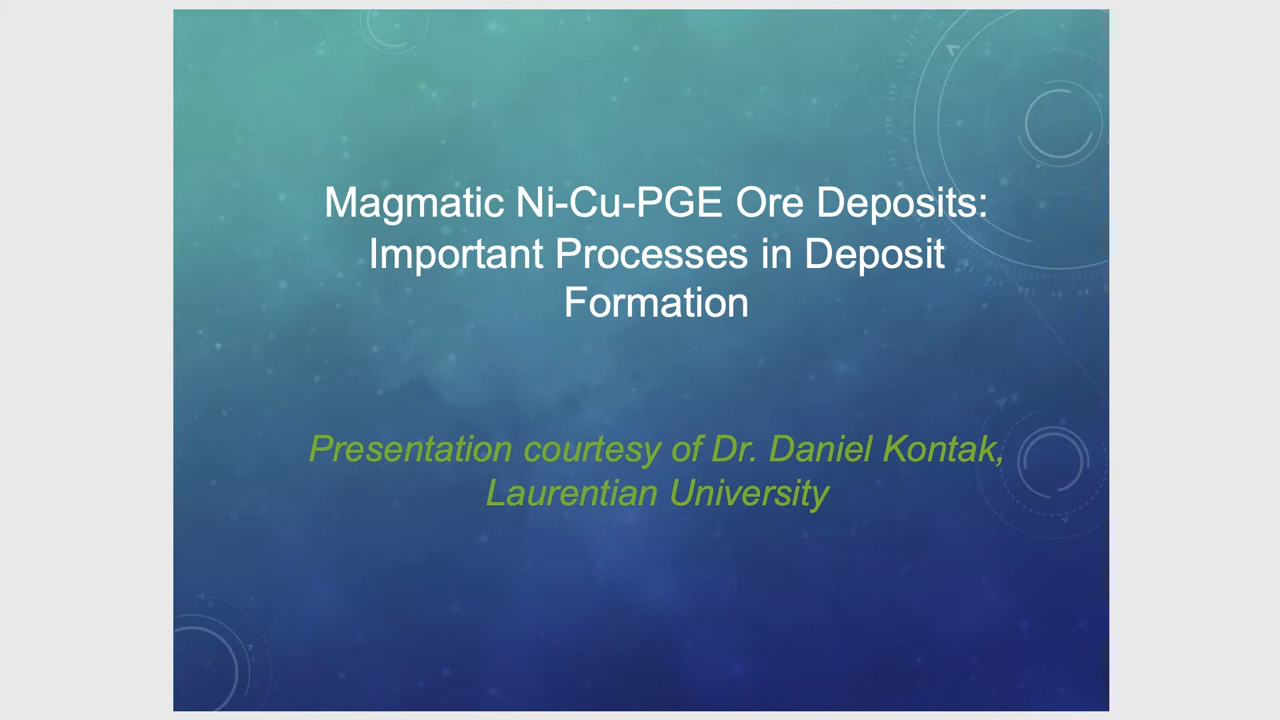 Magmatic Ni-Cu-PGE Ore Deposits:
Important Processes in Deposit
Formation
Presentation courtesy of Dr. Daniel Kontak,
Laurentian University